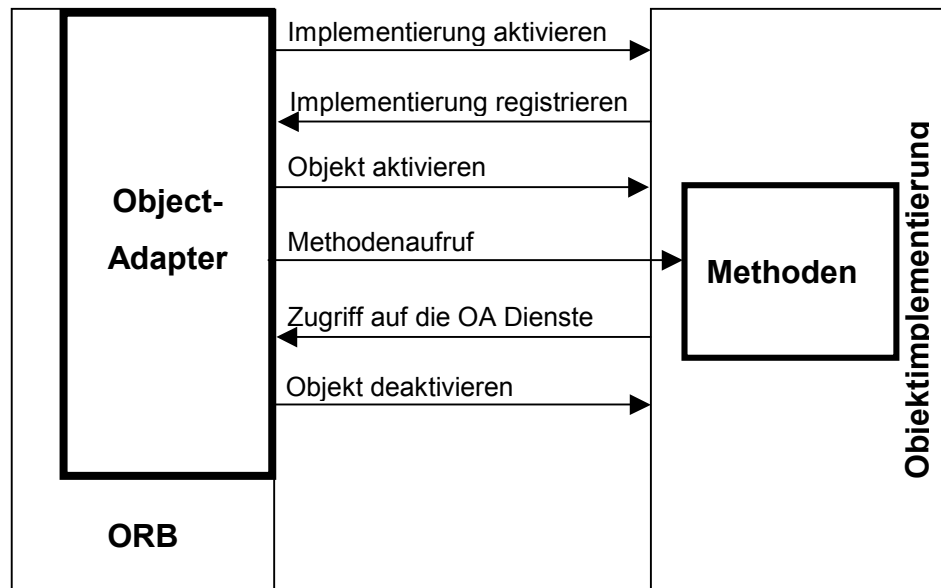 Implementierung aktivieren
Implementierung registrieren
Objekt aktivieren
Object-
Adapter
Methodenaufruf
Methoden
Zugriff auf die OA Dienste
Objekt deaktivieren
Objektimplementierung
ORB